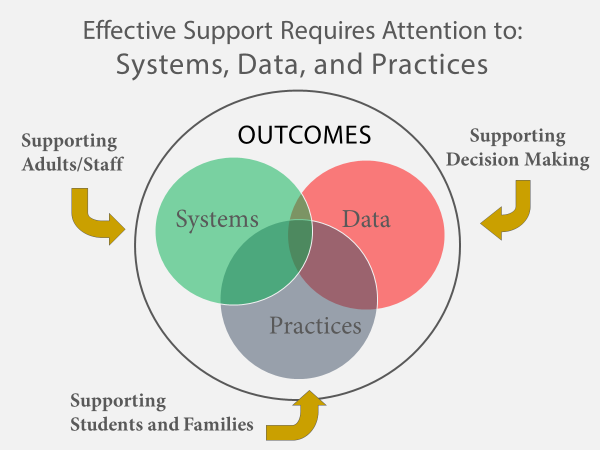 Effective Support Requires Attention to:
Systems, Data, and Practices
OUTCOMES
Supporting
Adults/Staff
Supporting
Decision Making
Systems
Data
Practices
Supporting
Students and Families